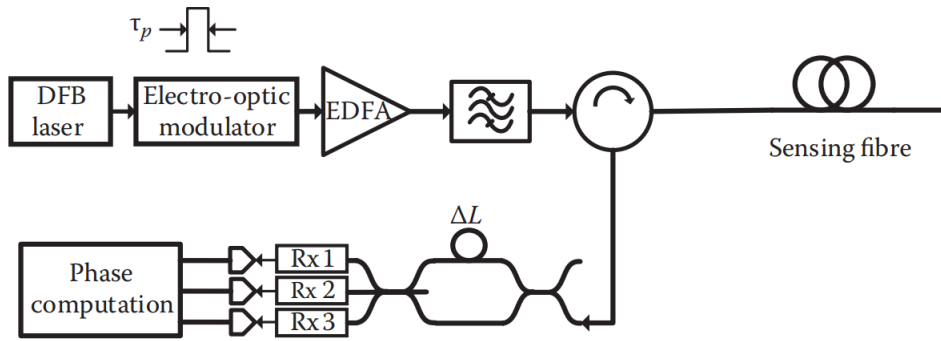 τp
DFB
laser
Electro-optic
modulator
EDFA
Sensing fibre
ΔL
Phase
computation
Rx 1
Rx 2
Rx 3